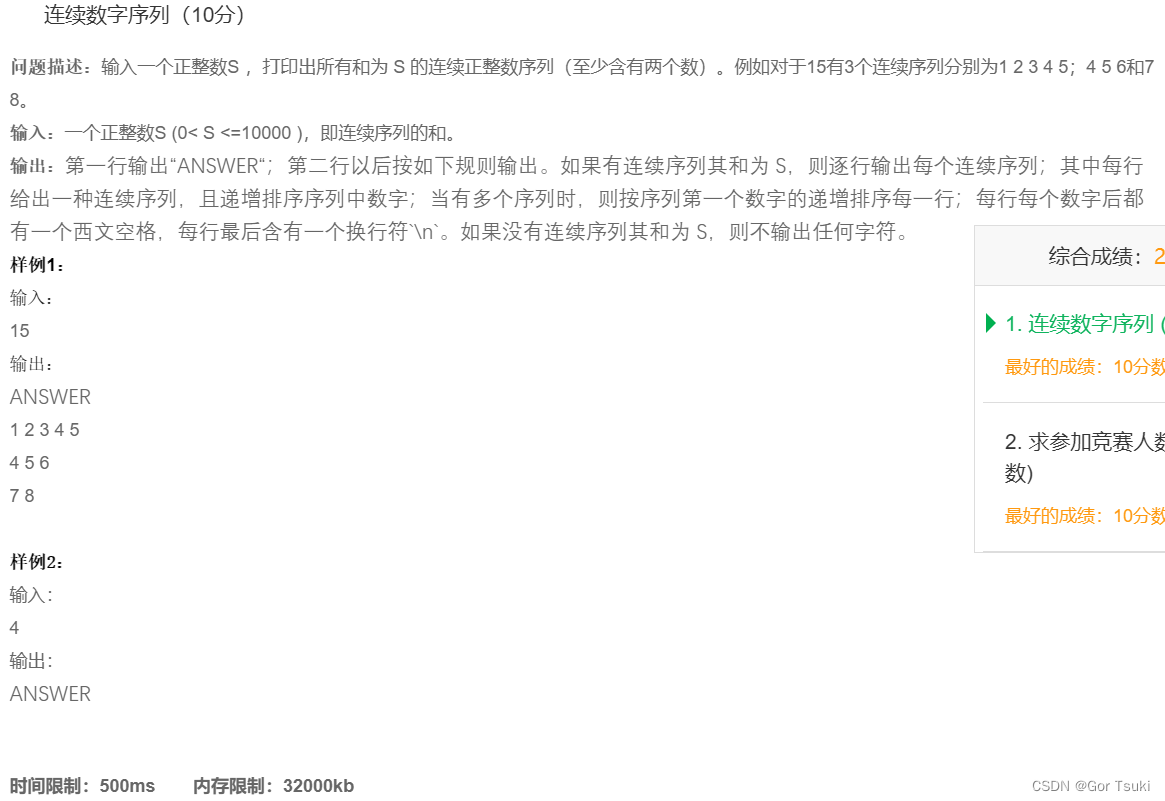 连续数字序列（10分）
问题描述：输入一个正整数S ，打印出所有和为 S 的连续正整数序列（至少含有两个数）。例如对于15有3个连续序列分别为1 2 3 4 5；4 5 6和7
8。
输入：一个正整数S (0< S <=10000 )，即连续序列的和。
输出：第一行输出“ANSWER“；第二行以后按如下规则输出。如果有连续序列其和为 S，则逐行输出每个连续序列；其中每行
给出一种连续序列，且递增排序序列中数字；当有多个序列时，则按序列第一个数字的递增排序每一行；每行每个数字后都
有一个西文空格，每行最后含有一个换行符`\n`。如果没有连续序列其和为 S，则不输出任何字符。
样例1：
输入：
15
输出：
ANSWER
1 2 3 4 5
4 5 6
7 8
样例2：
输入：
4
输出：
ANSWER
时间限制：500ms 内存限制：32000kb
综合成绩：2
1. 连续数字序列 (
最好的成绩：10分数
2. 求参加竞赛人数
数)
最好的成绩：10分数
CSDN @Gor Tsuki